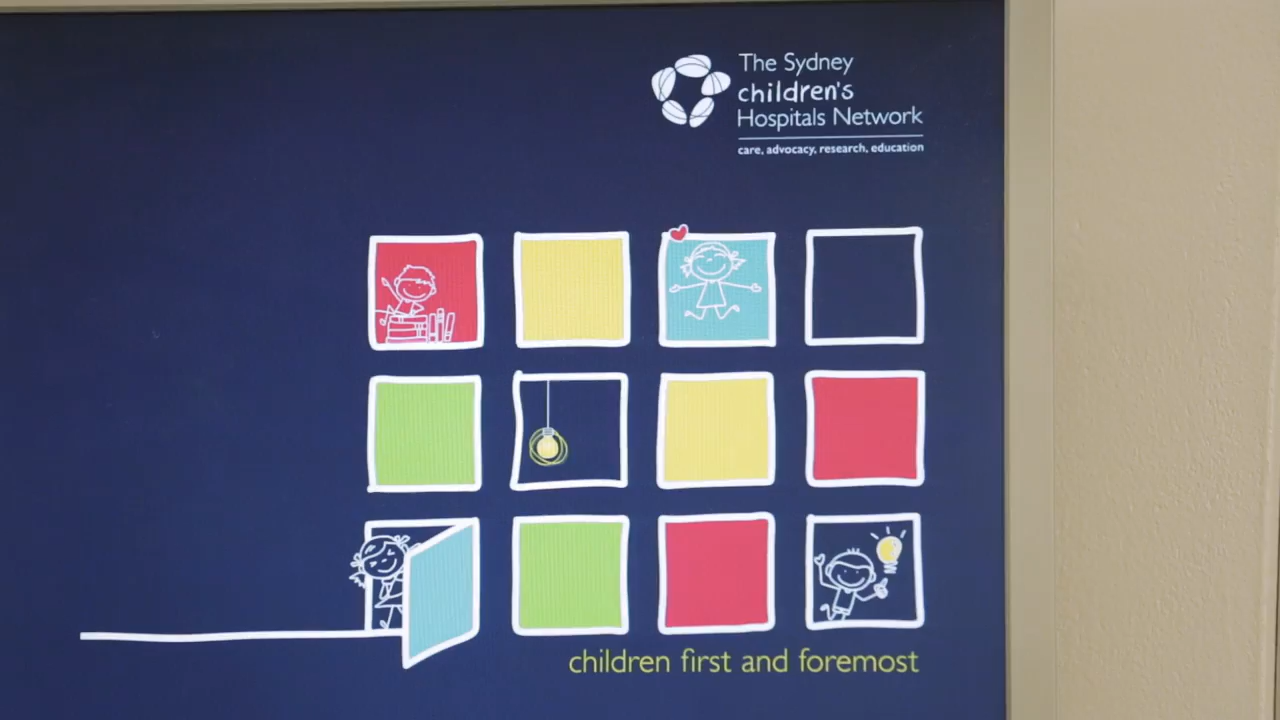 The Sydney
children's
Hospitals Network
care, advocacy, research, education
children first and foremost